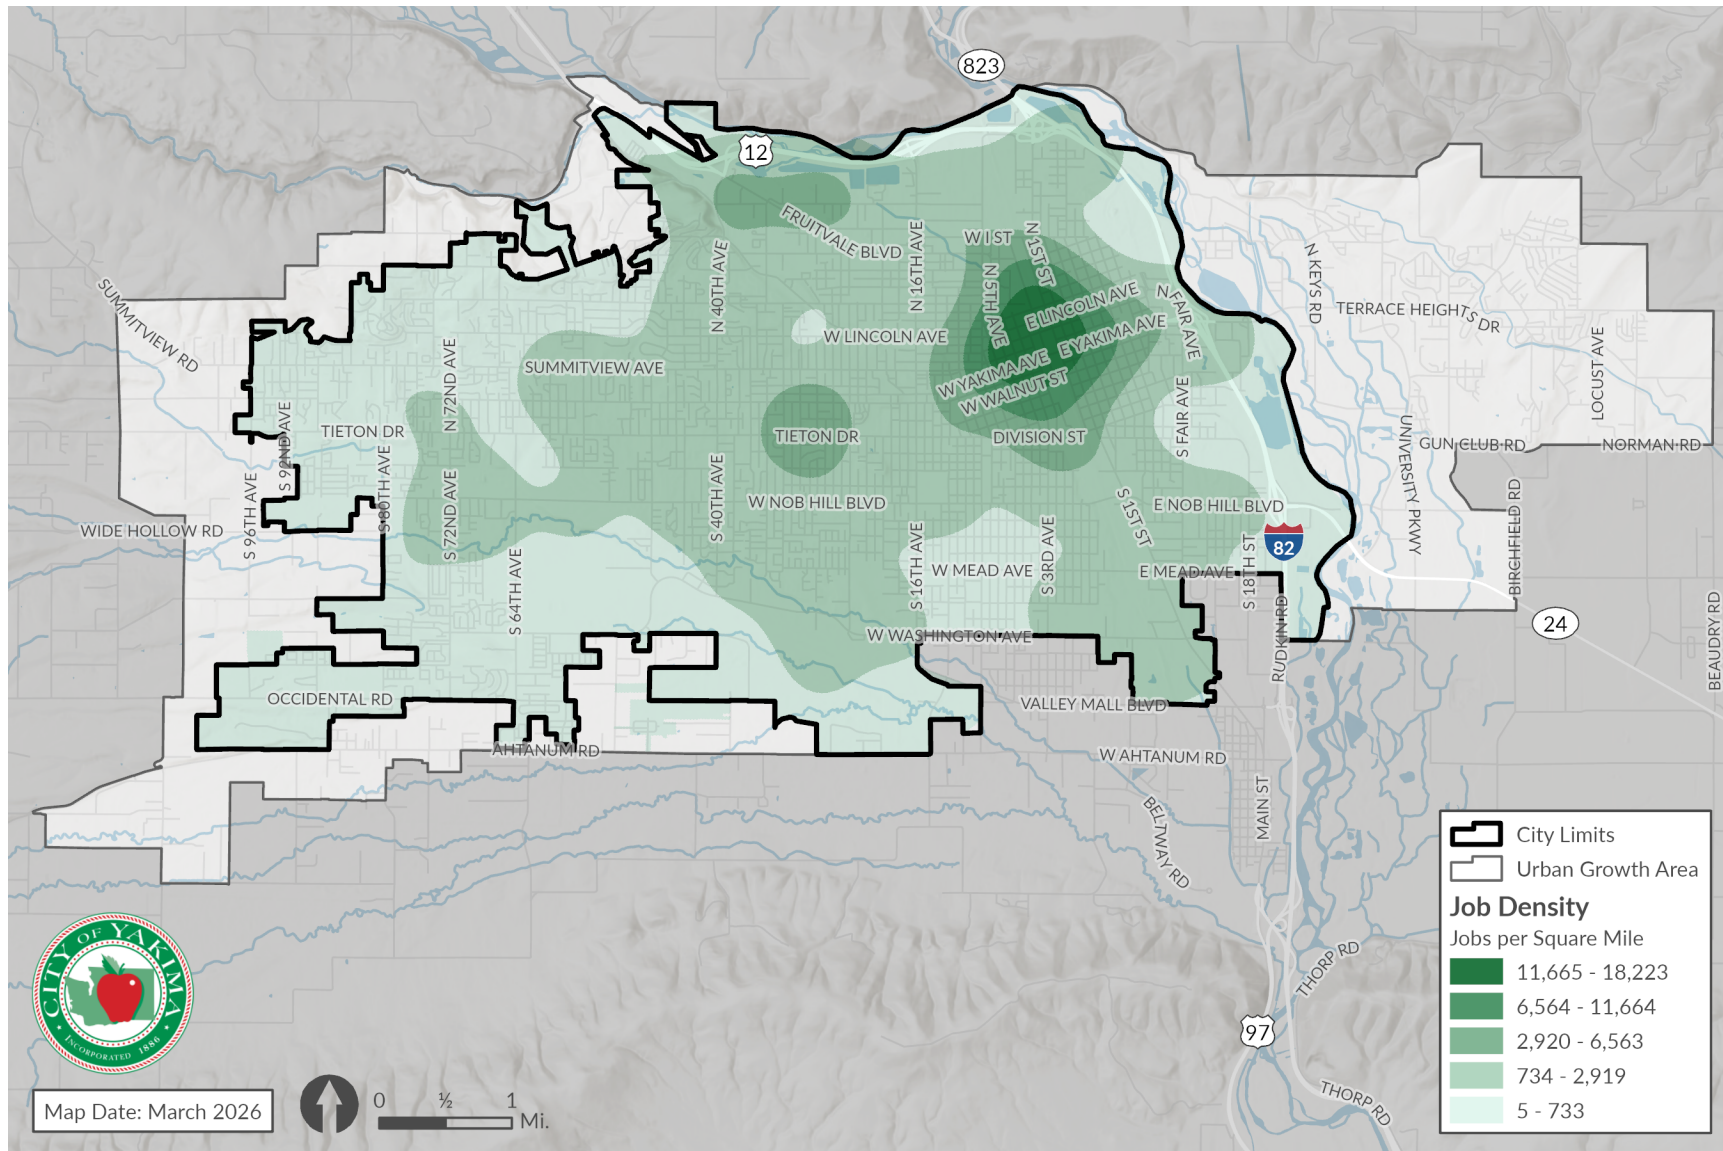 823
12
FRUITVALE BLVD
W I ST
N 1ST ST
N 16TH AVE
N 40TH AVE
N 5TH AVE
E LINCOLN AVE
N FAIR AVE
N KEYS RD
TERRACE HEIGHTS DR
SUMMITVIEW RD
W LINCOLN AVE
E YAKIMA AVE
LOCUST AVE
SUMMITVIEW AVE
N 72ND AVE
W YAKIMA AVE
W WALNUT ST
S FAIR AVE
S 92ND AVE
TIETON DR
TIETON DR
DIVISION ST
UNIVERSITY PKWY
GUN CLUB RD
NORMAN RD
S 96TH AVE
S 80TH AVE
S 72ND AVE
S 40TH AVE
W NOB HILL BLVD
S 1ST ST
E NOB HILL BLVD
BIRCHFIELD RD
WIDE HOLLOW RD
82
S 64TH AVE
S 16TH AVE
W MEAD AVE
S 3RD AVE
E MEAD AVE
S 18TH ST
RUDKIN RD
24
BEAUDRY RD
W WASHINGTON AVE
OCCIDENTAL RD
VALLEY MALL BLVD
AHTANUM RD
W AHTANUM RD
BELTWAY RD
MAIN ST
THORP RD
97
THORP RD
City Limits
Urban Growth Area
Job Density
Jobs per Square Mile
11,665 - 18,223
6,564 - 11,664
2,920 - 6,563
734 - 2,919
5 - 733
CITY OF YAKIMA
INCORPORATED 1886
Map Date: March 2026
0 ½ 1
Mi.